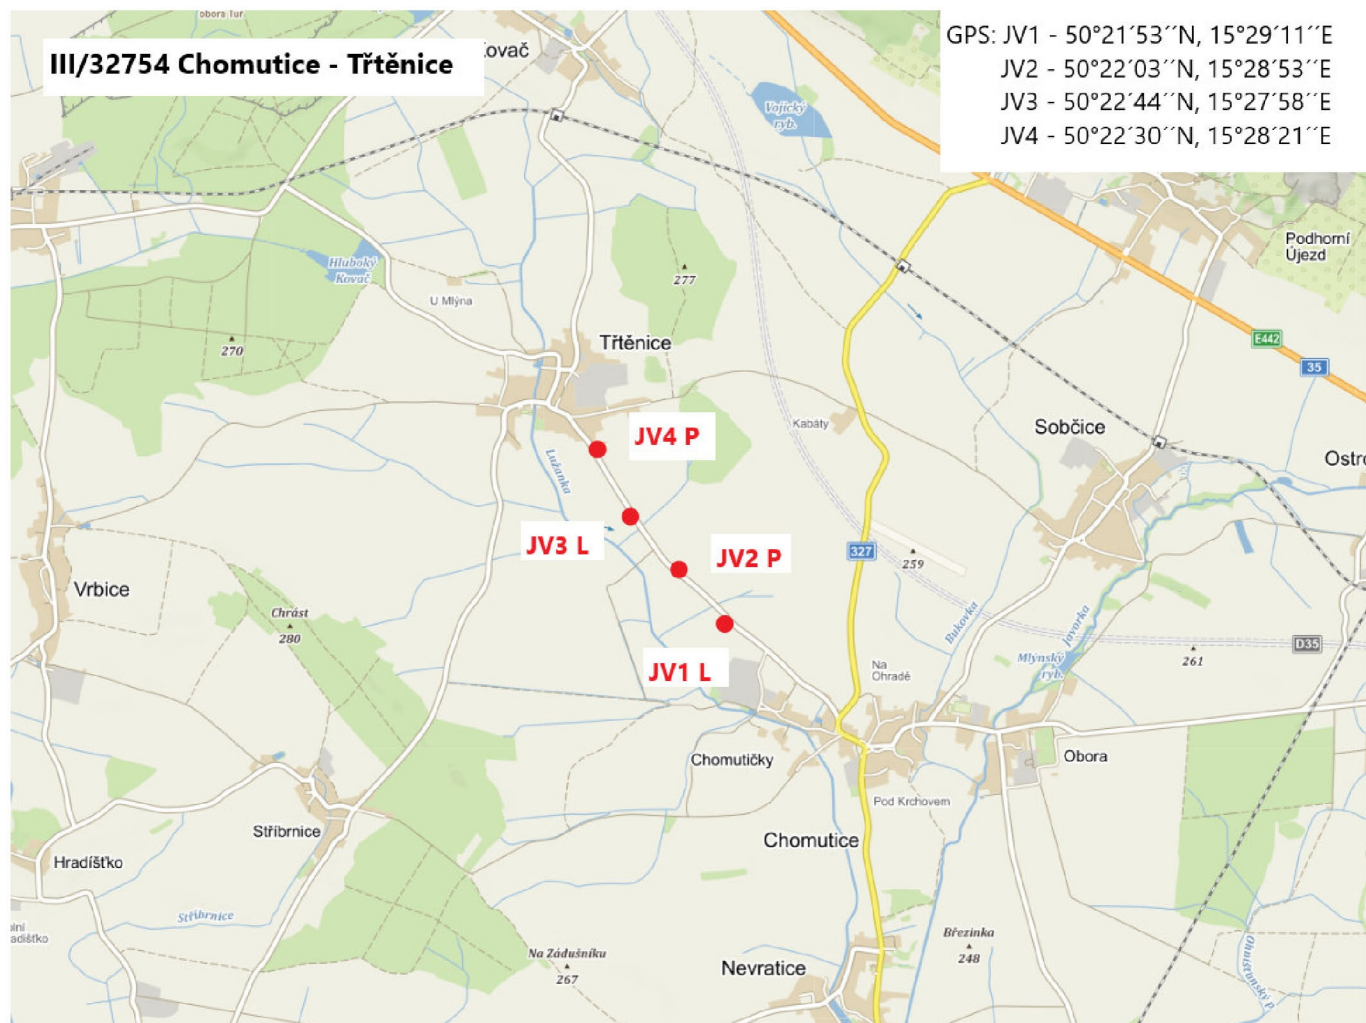 obora Tur
III/32754 Chomutice - Třtěnice
Kovač
GPS: JV1 - 50°21´53´´N, 15°29´11´´E
JV2 - 50°22´03´´N, 15°28´53´´E
JV3 - 50°22´44´´N, 15°27´58´´E
JV4 - 50°22´30´´N, 15°28´21´´E
Vojický
ryb.
Podhorní
Újezd
Hluboký
Kovač
277
U Mlýna
E442
35
270
Třtěnice
Kabáty
Sobčice
JV4 P
Lužanka
JV3 L
JV2 P
327
259
Vrbice
Chrást
280
Bukovka
Javorka
D35
261
Mlýnský
ryb.
JV1 L
Na
Ohradě
Chomutičky
Obora
Pod Krchovem
Chomutice
Stříbrnice
Hradíšťko
Stříbrnice
Na Zádušníku
267
Březinka
248
Nevratice